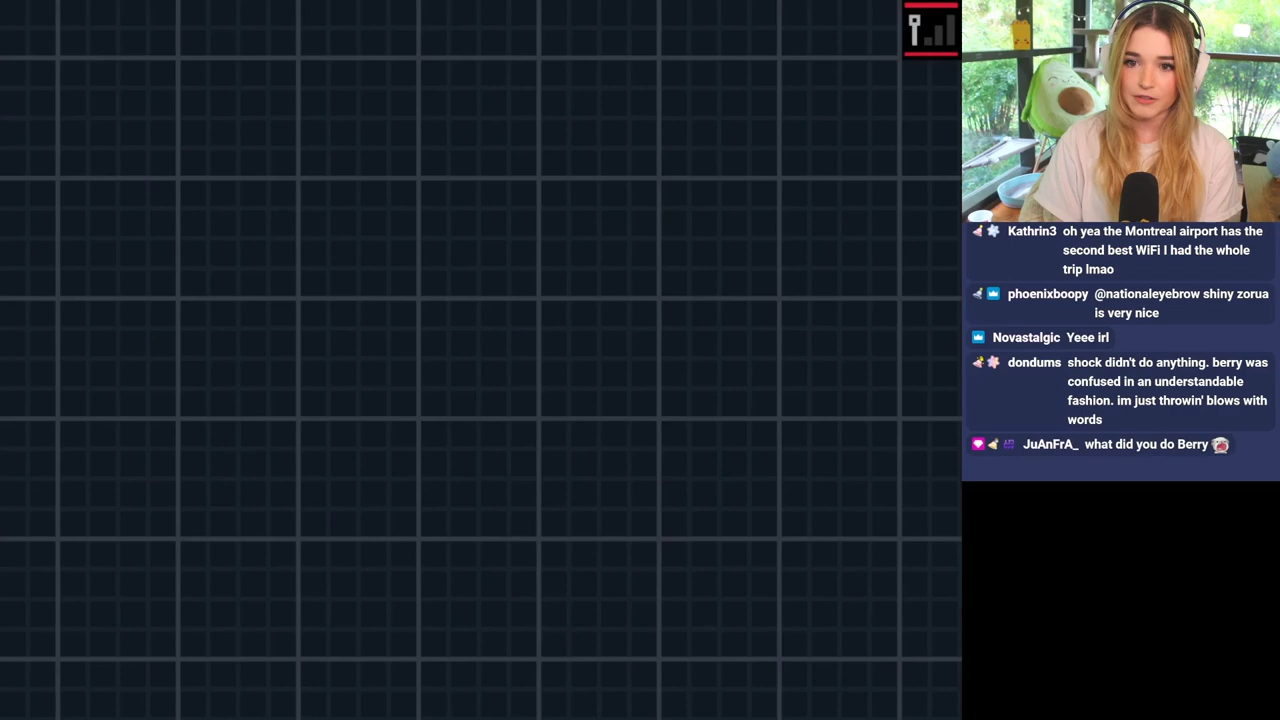 Kathrin3 oh yea the Montreal airport has the
second best WiFi I had the whole
trip lmao
phoenixboopy @nationaleyebrow shiny zorua
is very nice
Novastalgic Yeee irl
dondums shock didn't do anything. berry was
confused in an understandable
fashion. im just throwin' blows with
words
JuAnFrA_ what did you do Berry